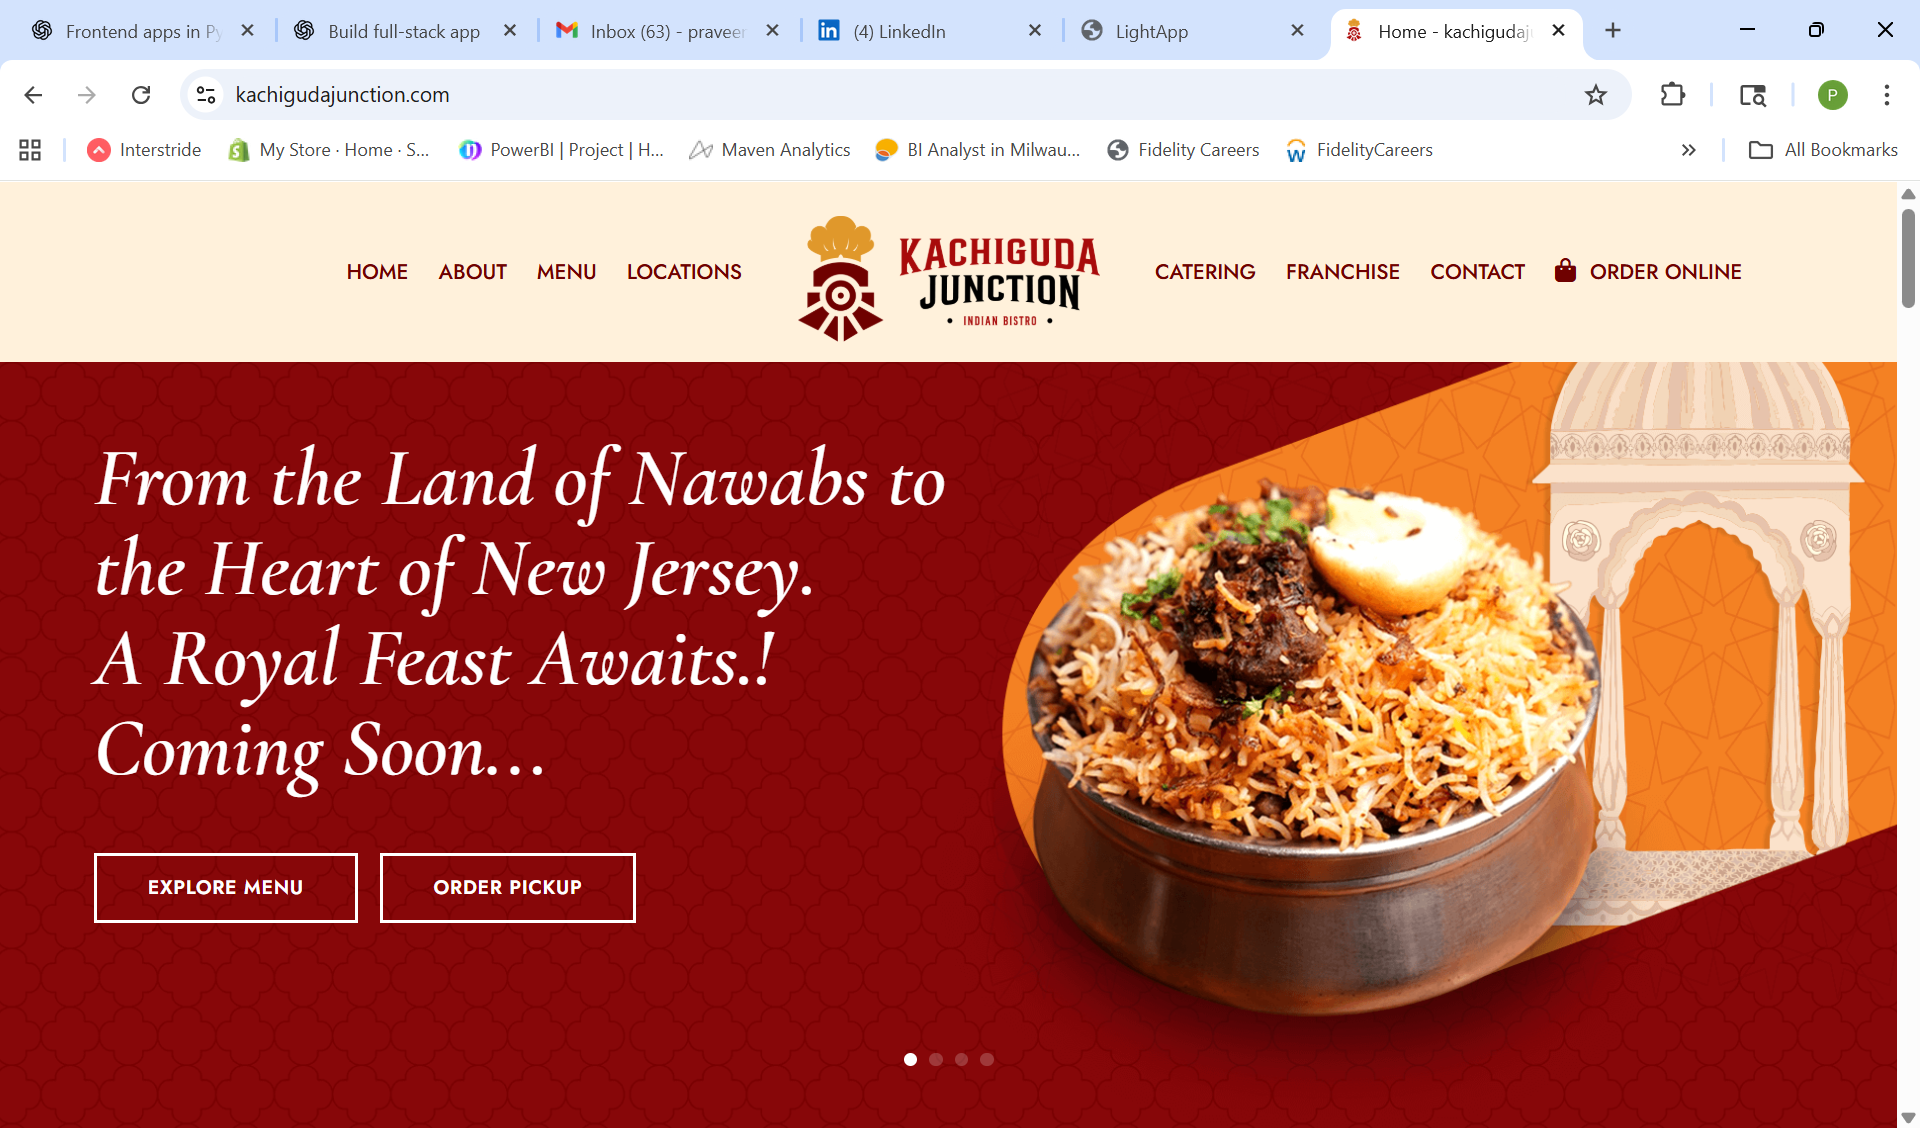 Frontend apps in Py
Build full-stack app
Inbox (63) - praveer
(4) LinkedIn
LightApp
Home - kachigudaj
kachigudajunction.com
P
Interstride
My Store · Home · S...
PowerBI | Project | H...
Maven Analytics
BI Analyst in Milwau...
Fidelity Careers
FidelityCareers
All Bookmarks
HOME
ABOUT
MENU
LOCATIONS
KACHIGUDA
JUNCTION
• INDIAN BISTRO •
CATERING
FRANCHISE
CONTACT
ORDER ONLINE
From the Land of Nawabs to
the Heart of New Jersey.
A Royal Feast Awaits.!
Coming Soon...
EXPLORE MENU
ORDER PICKUP